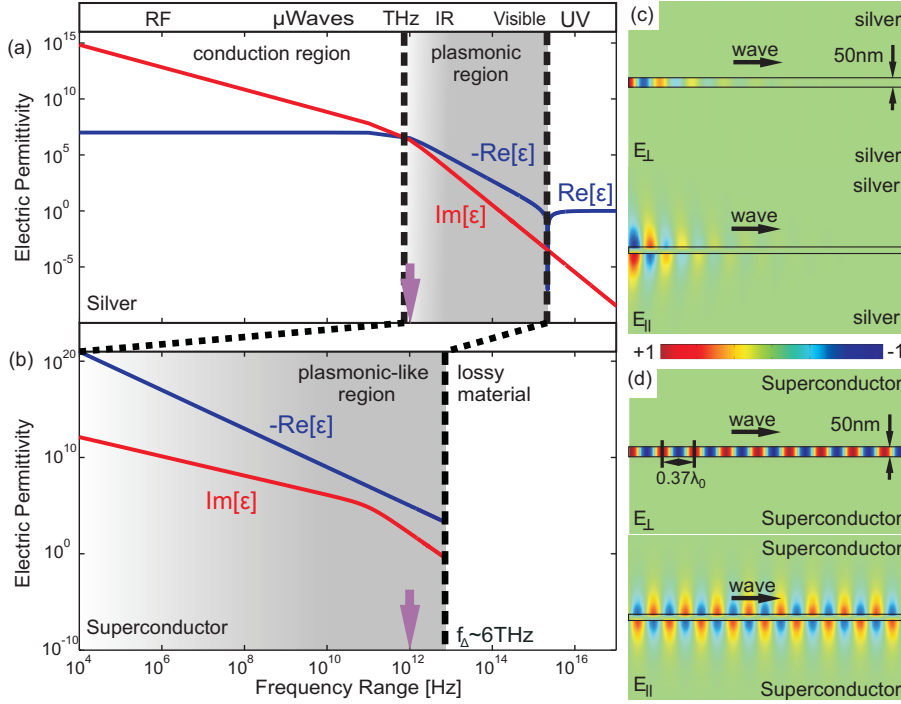 RF μWaves THz IR Visible UV
(a)
conduction region
plasmonic
region
10^15
10^10
10^5
10^0
10^-5
Electric Permittivity
-Re[ε]
Re[ε]
Im[ε]
Silver
(b)
plasmonic-like
region
lossy
material
10^20
10^10
10^0
10^-10
Electric Permittivity
-Re[ε]
Im[ε]
Superconductor
f_Δ~6THz
10^4 10^6 10^8 10^10 10^12 10^14 10^16
Frequency Range [Hz]
(c)
silver
wave
50nm
E⊥
silver
silver
wave
E||
silver
+1
-1
(d)
Superconductor
wave
50nm
0.37λ₀
E⊥
Superconductor
Superconductor
wave
E||
Superconductor